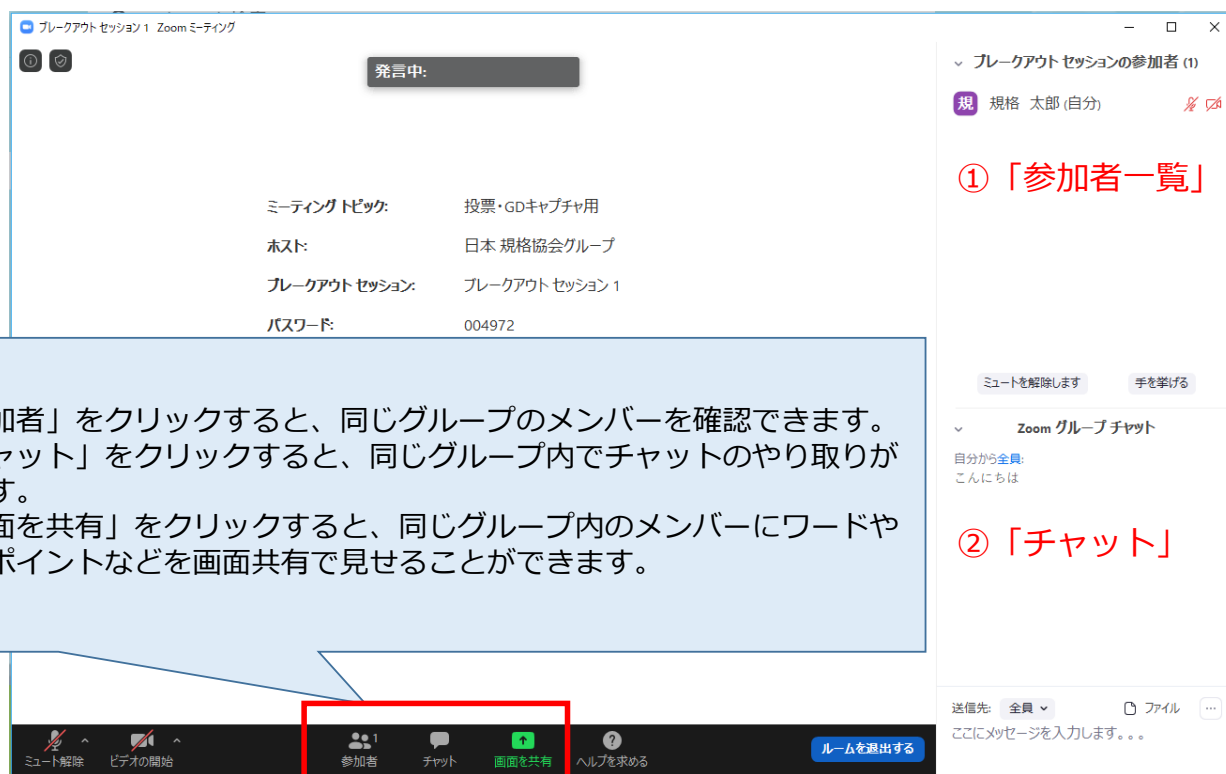 ブレークアウト セッション 1 Zoom ミーティング
発言中:
ミーティング トピック: 投票・GDキャプチャ用
ホスト: 日本 規格協会グループ
ブレークアウト セッション: ブレークアウト セッション 1
パスワード: 004972
加者」をクリックすると、同じグループのメンバーを確認できます。
ャット」をクリックすると、同じグループ内でチャットのやり取りが
す。
面を共有」をクリックすると、同じグループ内のメンバーにワードや
ポイントなどを画面共有で見せることができます。
ミュート解除 ビデオの開始 参加者 1 チャット 画面を共有 ヘルプを求める ルームを退出する
ブレークアウト セッションの参加者 (1)
規 規格 太郎 (自分)
①「参加者一覧」
ミュートを解除します 手を挙げる
Zoom グループ チャット
自分から全員:
こんにちは
②「チャット」
送信先: 全員 ファイル
ここにメッセージを入力します。。。